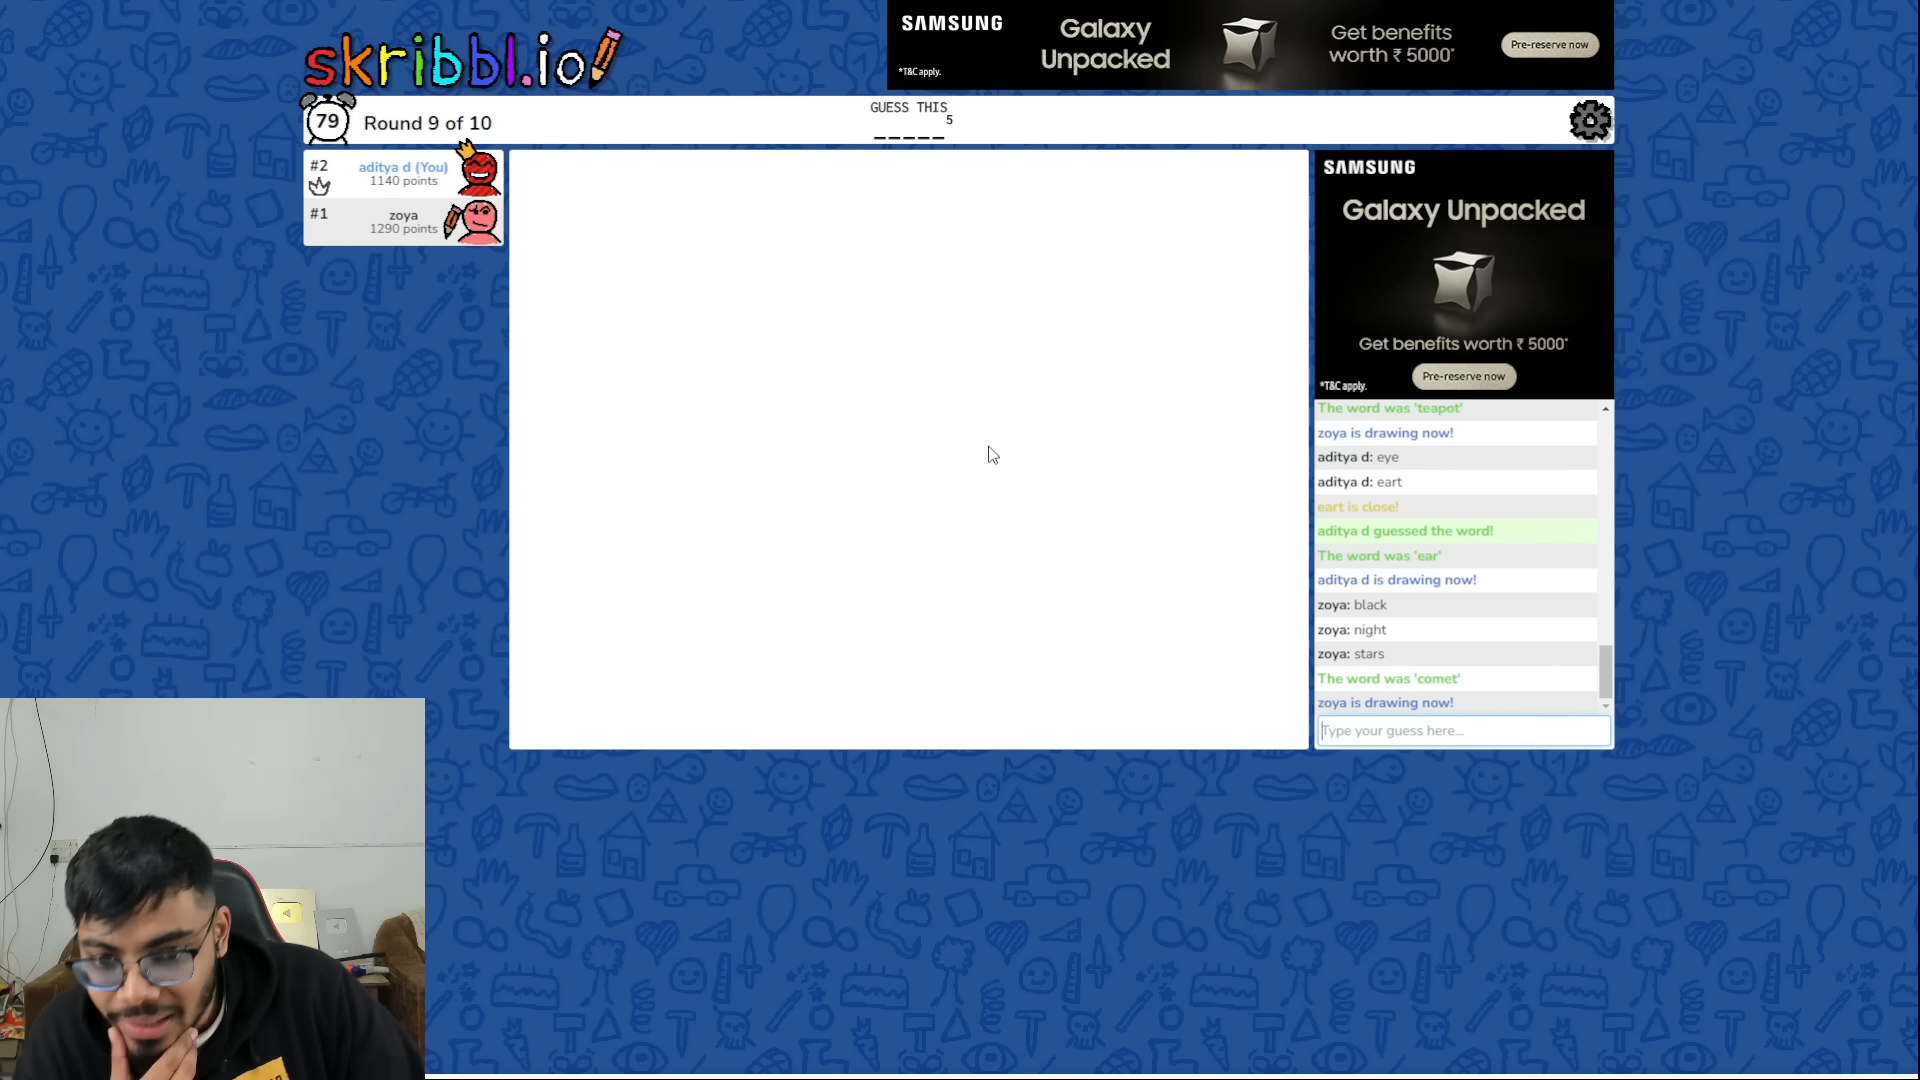 skribbl.io
SAMSUNG
*T&C apply.
Galaxy
Unpacked
Get benefits
worth ₹ 5000*
Pre-reserve now
79
Round 9 of 10
GUESS THIS
_____ 5
#2
aditya d (You)
1140 points
#1
zoya
1290 points
SAMSUNG
Galaxy Unpacked
Get benefits worth ₹ 5000*
Pre-reserve now
*T&C apply.
The word was 'teapot'
zoya is drawing now!
aditya d: eye
aditya d: eart
eart is close!
aditya d guessed the word!
The word was 'ear'
aditya d is drawing now!
zoya: black
zoya: night
zoya: stars
The word was 'comet'
zoya is drawing now!
Type your guess here...